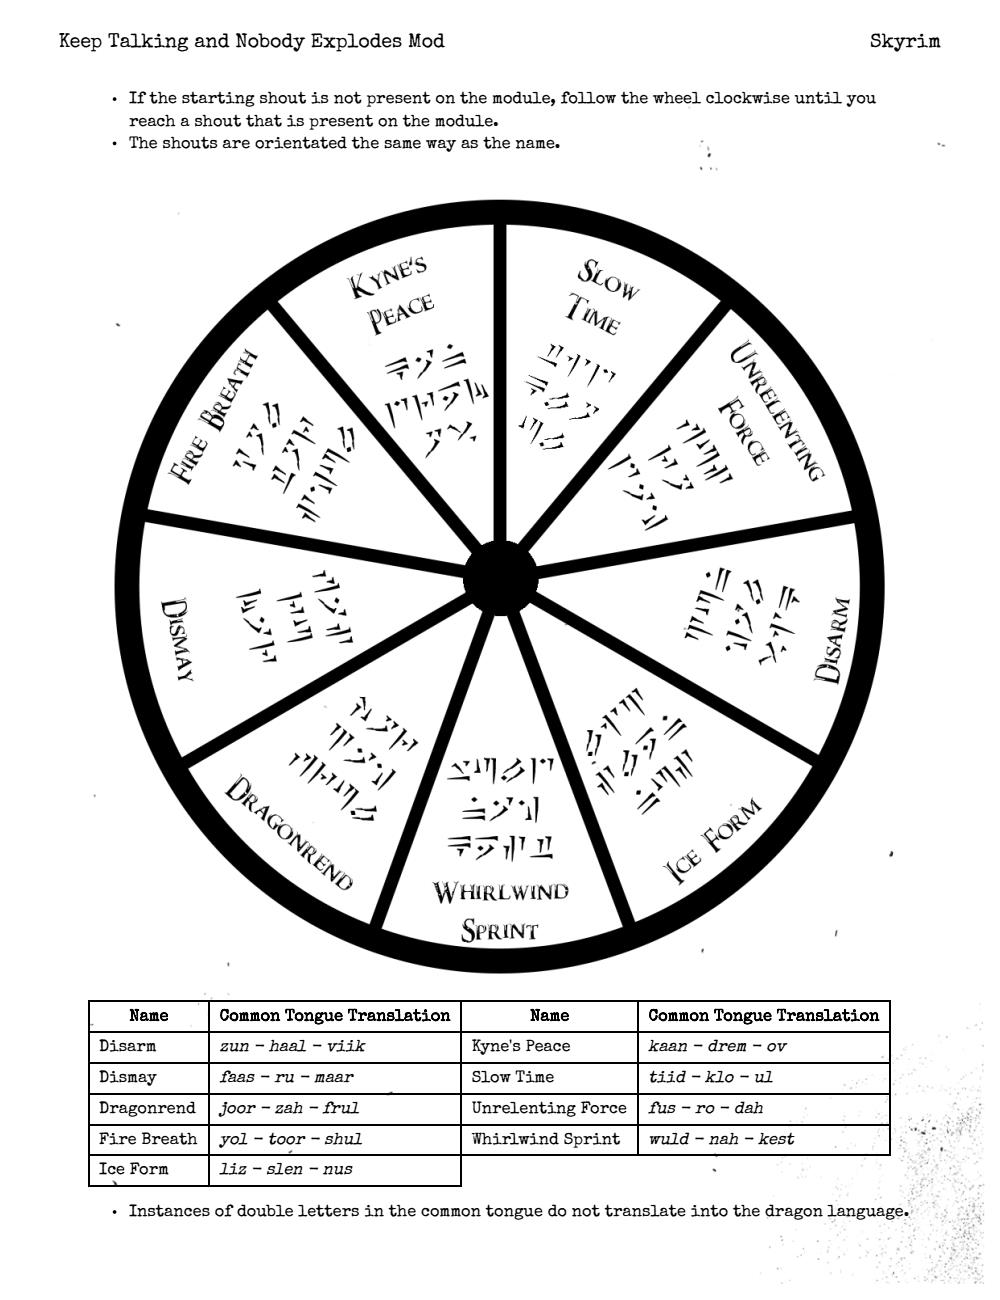 Keep Talking and Nobody Explodes Mod
Skyrim
• If the starting shout is not present on the module, follow the wheel clockwise until you
reach a shout that is present on the module.
• The shouts are orientated the same way as the name.
KYNE'S
PEACE
SLOW
TIME
UNRELENTING
FORCE
DISARM
ICE FORM
WHIRLWIND
SPRINT
DRAGONREND
DISMAY
FIRE BREATH
Name Common Tongue Translation Name Common Tongue Translation
Disarm zun – haal – viik Kyne's Peace kaan – drem – ov
Dismay faas – ru – maar Slow Time tiid – klo – ul
Dragonrend joor – zah – frul Unrelenting Force fus – ro – dah
Fire Breath yol – toor – shul Whirlwind Sprint wuld – nah – kest
Ice Form liz – slen – nus
• Instances of double letters in the common tongue do not translate into the dragon language.